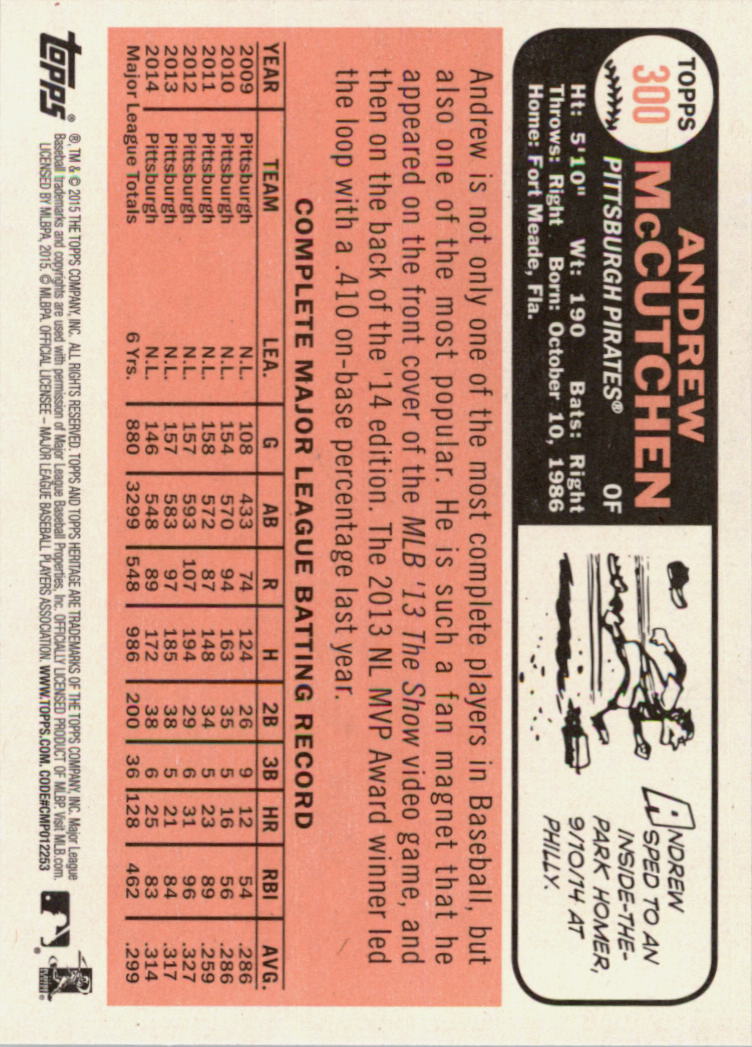 TOPPS
300
ANDREW
McCUTCHEN
PITTSBURGH PIRATES® OF
Ht: 5'10" Wt: 190 Bats: Right
Throws: Right Born: October 10, 1986
Home: Fort Meade, Fla.
ANDREW
SPED TO AN
INSIDE-THE-
PARK HOMER,
9/10/14 AT
PHILLY.
Andrew is not only one of the most complete players in Baseball, but
also one of the most popular. He is such a fan magnet that he
appeared on the front cover of the MLB '13 The Show video game, and
then on the back of the '14 edition. The 2013 NL MVP Award winner led
the loop with a .410 on-base percentage last year.
COMPLETE MAJOR LEAGUE BATTING RECORD
YEAR TEAM LEA. G AB R H 2B 3B HR RBI AVG.
2009 Pittsburgh N.L. 108 433 74 124 26 9 12 54 .286
2010 Pittsburgh N.L. 154 570 94 163 35 5 16 56 .286
2011 Pittsburgh N.L. 158 572 87 148 34 5 23 89 .259
2012 Pittsburgh N.L. 157 593 107 194 29 6 31 96 .327
2013 Pittsburgh N.L. 157 583 97 185 38 5 21 84 .317
2014 Pittsburgh N.L. 146 548 89 172 38 6 25 83 .314
Major League Totals 6 Yrs. 880 3299 548 986 200 36 128 462 .299
topps®
®, TM & © 2015 THE TOPPS COMPANY, INC. ALL RIGHTS RESERVED. TOPPS AND TOPPS HERITAGE ARE TRADEMARKS OF THE TOPPS COMPANY, INC. Major League
Baseball trademarks and copyrights are used with permission of Major League Baseball Properties, Inc. OFFICIALLY LICENSED PRODUCT OF MLBP. Visit MLB.com.
LICENSED BY MLBPA, 2015. © MLBPA. OFFICIAL LICENSEE – MAJOR LEAGUE BASEBALL PLAYERS ASSOCIATION. WWW.TOPPS.COM. CODE#CMP012253